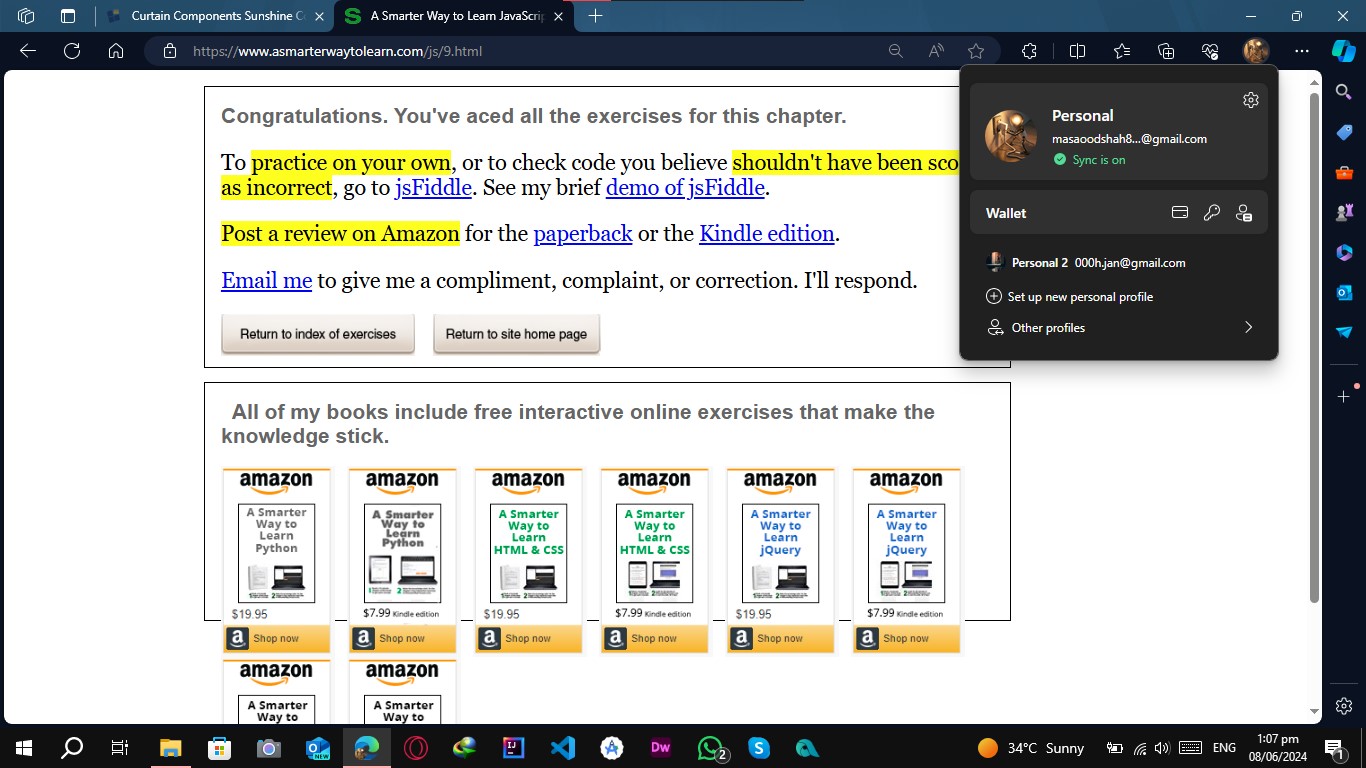 Curtain Components Sunshine C
A Smarter Way to Learn JavaScrip
https://www.asmarterwaytolearn.com/js/9.html
Congratulations. You've aced all the exercises for this chapter.
To practice on your own, or to check code you believe shouldn't have been sco
as incorrect, go to jsFiddle. See my brief demo of jsFiddle.
Post a review on Amazon for the paperback or the Kindle edition.
Email me to give me a compliment, complaint, or correction. I'll respond.
Return to index of exercises Return to site home page
Personal
masaoodshah8...@gmail.com
Sync is on
Wallet
Personal 2 000h.jan@gmail.com
Set up new personal profile
Other profiles
All of my books include free interactive online exercises that make the
knowledge stick.
amazon amazon amazon amazon amazon amazon
A Smarter Way to Learn Python
A Smarter Way to Learn Python
A Smarter Way to Learn HTML & CSS
A Smarter Way to Learn HTML & CSS
A Smarter Way to Learn jQuery
A Smarter Way to Learn jQuery
$19.95 $7.99 Kindle edition $19.95 $7.99 Kindle edition $19.95 $7.99 Kindle edition
a Shop now a Shop now a Shop now a Shop now a Shop now a Shop now
amazon amazon
A Smarter Way to
A Smarter Way to
NEW
IJ
Dw
2
34°C Sunny
ENG
1:07 pm
08/06/2024
1